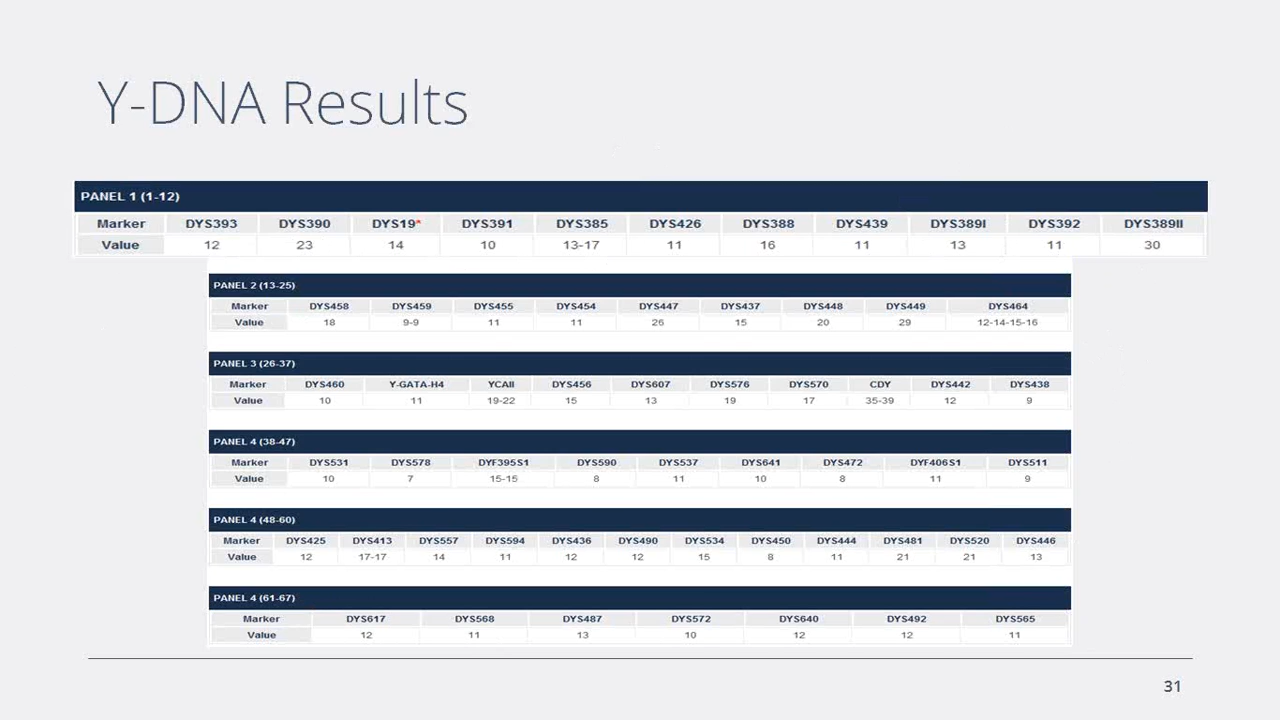 Y-DNA Results
PANEL 1 (1-12)
Marker DYS393 DYS390 DYS19* DYS391 DYS385 DYS426 DYS388 DYS439 DYS389I DYS392 DYS389II
Value 12 23 14 10 13-17 11 16 11 13 11 30
PANEL 2 (13-25)
Marker DYS458 DYS459 DYS455 DYS454 DYS447 DYS437 DYS448 DYS449 DYS464
Value 18 9-9 11 11 26 15 20 29 12-14-15-16
PANEL 3 (26-37)
Marker DYS460 Y-GATA-H4 YCAII DYS456 DYS607 DYS576 DYS570 CDY DYS442 DYS438
Value 10 11 19-22 15 13 19 17 35-39 12 9
PANEL 4 (38-47)
Marker DYS531 DYS578 DYF395S1 DYS590 DYS537 DYS641 DYS472 DYF406S1 DYS511
Value 10 7 15-15 8 11 10 8 11 9
PANEL 4 (48-60)
Marker DYS425 DYS413 DYS557 DYS594 DYS436 DYS490 DYS534 DYS450 DYS444 DYS481 DYS520 DYS446
Value 12 17-17 14 11 12 12 15 8 11 21 21 13
PANEL 4 (61-67)
Marker DYS617 DYS568 DYS487 DYS572 DYS640 DYS492 DYS565
Value 12 11 13 10 12 12 11
31